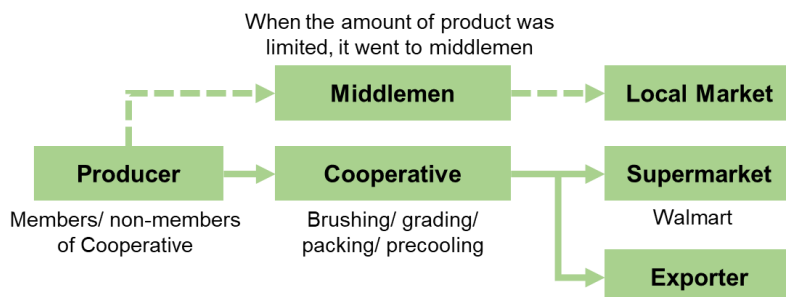 When the amount of product was
limited, it went to middlemen
Middlemen
Local Market
Producer
Cooperative
Supermarket
Members/ non-members
of Cooperative
Brushing/ grading/
packing/ precooling
Walmart
Exporter